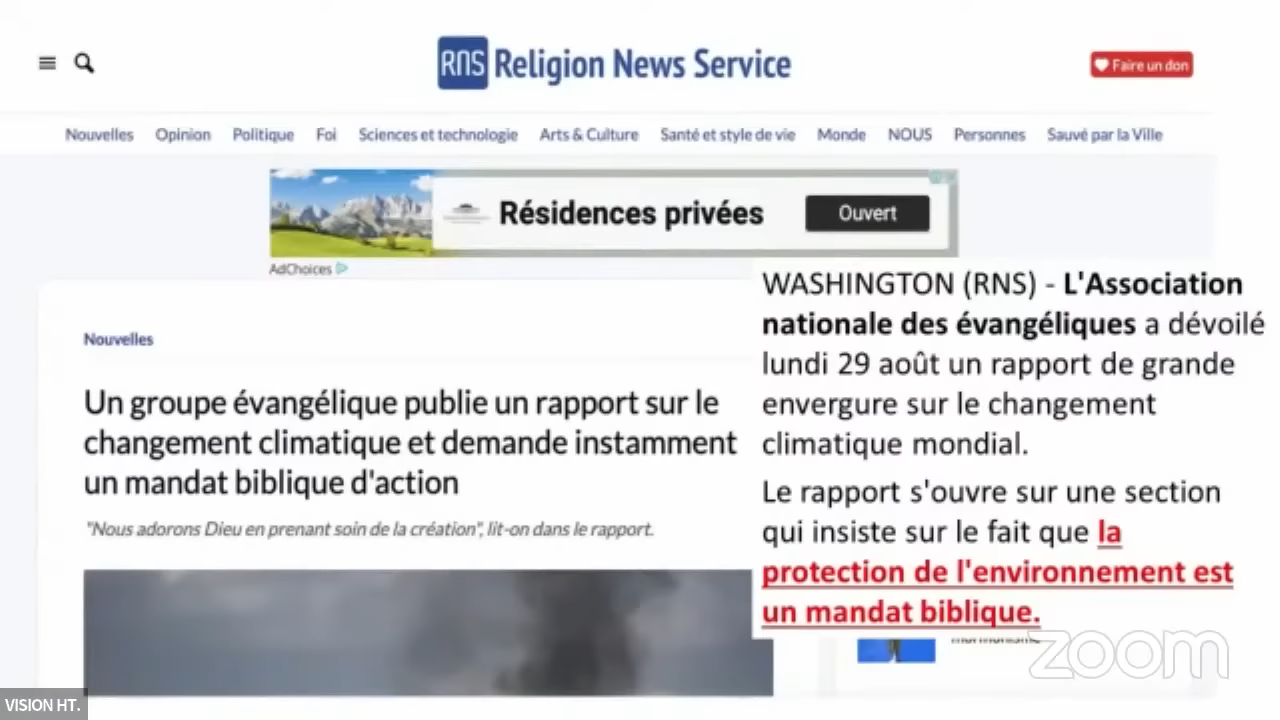 RNS Religion News Service
Faire un don
Nouvelles Opinion Politique Foi Sciences et technologie Arts & Culture Santé et style de vie Monde NOUS Personnes Sauvé par la Ville
Résidences privées
Ouvert
AdChoices
Nouvelles
Un groupe évangélique publie un rapport sur le
changement climatique et demande instamment
un mandat biblique d'action
"Nous adorons Dieu en prenant soin de la création", lit-on dans le rapport.
WASHINGTON (RNS) - L'Association
nationale des évangéliques a dévoilé
lundi 29 août un rapport de grande
envergure sur le changement
climatique mondial.
Le rapport s'ouvre sur une section
qui insiste sur le fait que la
protection de l'environnement est
un mandat biblique.
zoom
VISION HT.